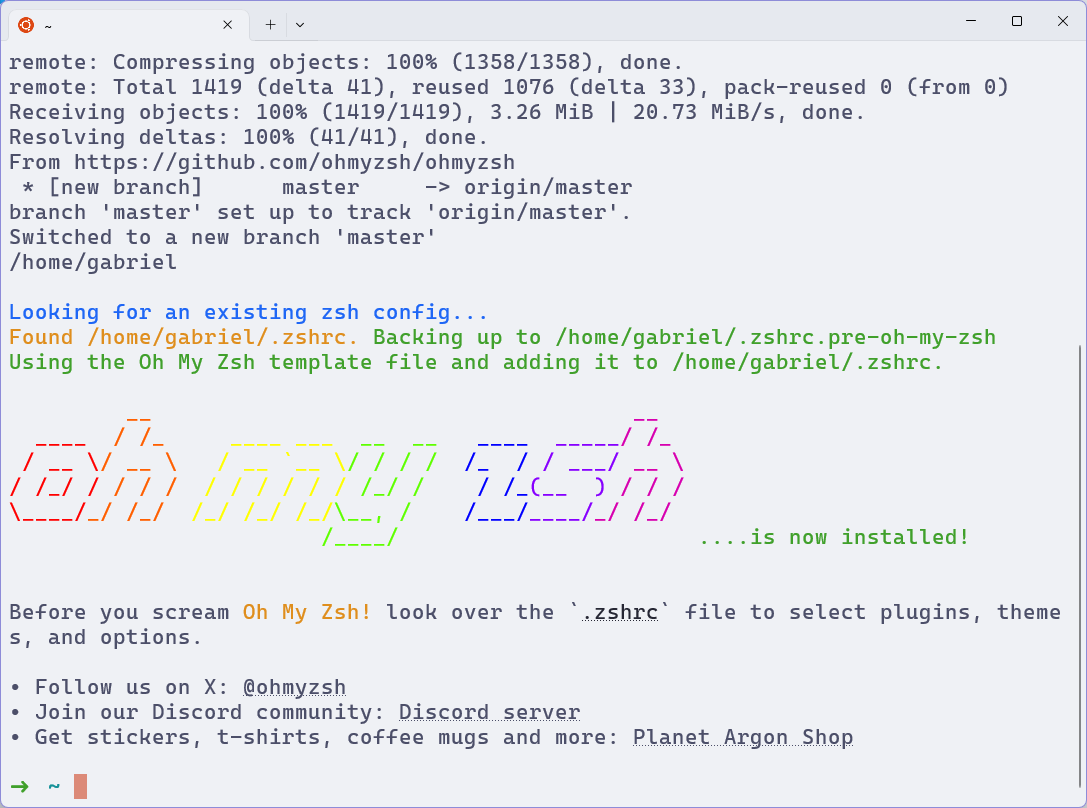 ~
remote: Compressing objects: 100% (1358/1358), done.
remote: Total 1419 (delta 41), reused 1076 (delta 33), pack-reused 0 (from 0)
Receiving objects: 100% (1419/1419), 3.26 MiB | 20.73 MiB/s, done.
Resolving deltas: 100% (41/41), done.
From https://github.com/ohmyzsh/ohmyzsh
 * [new branch]      master     -> origin/master
branch 'master' set up to track 'origin/master'.
Switched to a new branch 'master'
/home/gabriel
Looking for an existing zsh config...
Found /home/gabriel/.zshrc. Backing up to /home/gabriel/.zshrc.pre-oh-my-zsh
Using the Oh My Zsh template file and adding it to /home/gabriel/.zshrc.
oh my zsh
....is now installed!
Before you scream Oh My Zsh! look over the `.zshrc` file to select plugins, theme
s, and options.
• Follow us on X: @ohmyzsh
• Join our Discord community: Discord server
• Get stickers, t-shirts, coffee mugs and more: Planet Argon Shop
➜ ~